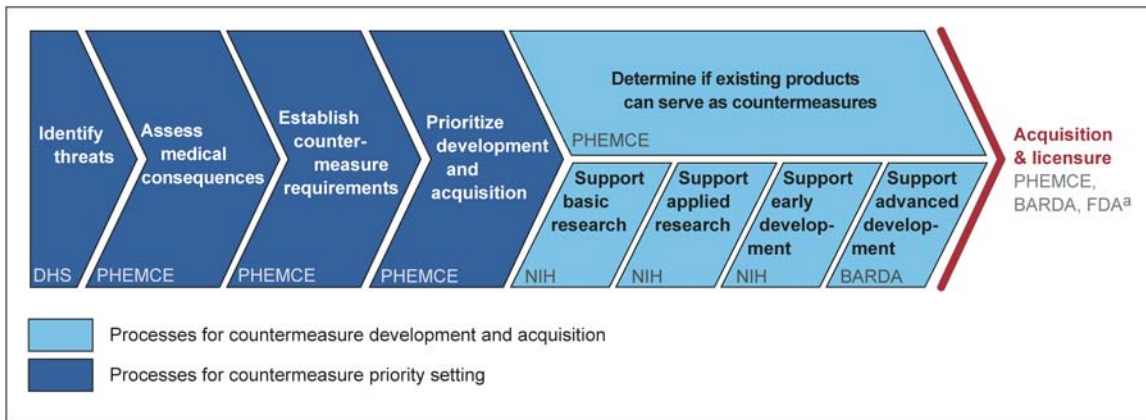 Identify
threats
DHS
Assess
medical
consequences
PHEMCE
Establish
counter-
measure
requirements
PHEMCE
Prioritize
development
and
acquisition
PHEMCE
Determine if existing products
can serve as countermeasures
PHEMCE
Support
basic
research
NIH
Support
applied
research
NIH
Support
early
develop-
ment
NIH
Support
advanced
develop-
ment
BARDA
Acquisition
& licensure
PHEMCE,
BARDA, FDAª
Processes for countermeasure development and acquisition
Processes for countermeasure priority setting